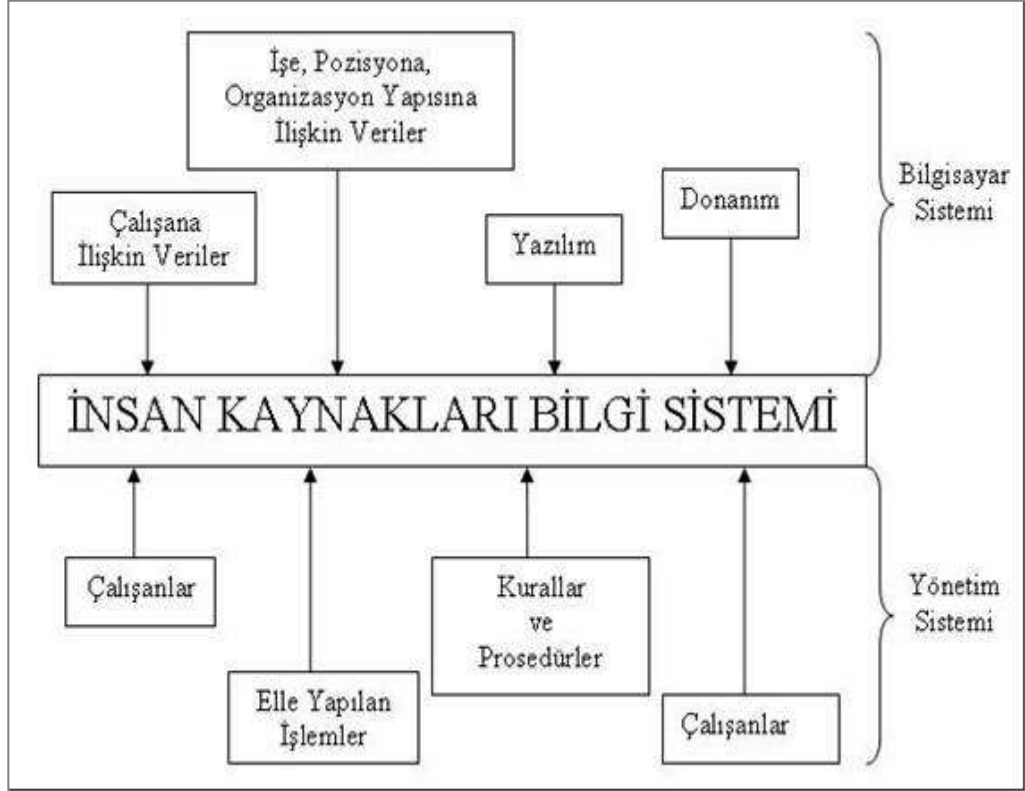 İşe, Pozisyona,
Organizasyon Yapısına
İlişkin Veriler
Çalışana
İlişkin Veriler
Yazılım
Donanım
Bilgisayar
Sistemi
İNSAN KAYNAKLARI BİLGİ SİSTEMİ
Çalışanlar
Elle Yapılan
İşlemler
Kurallar
ve
Prosedürler
Çalışanlar
Yönetim
Sistemi